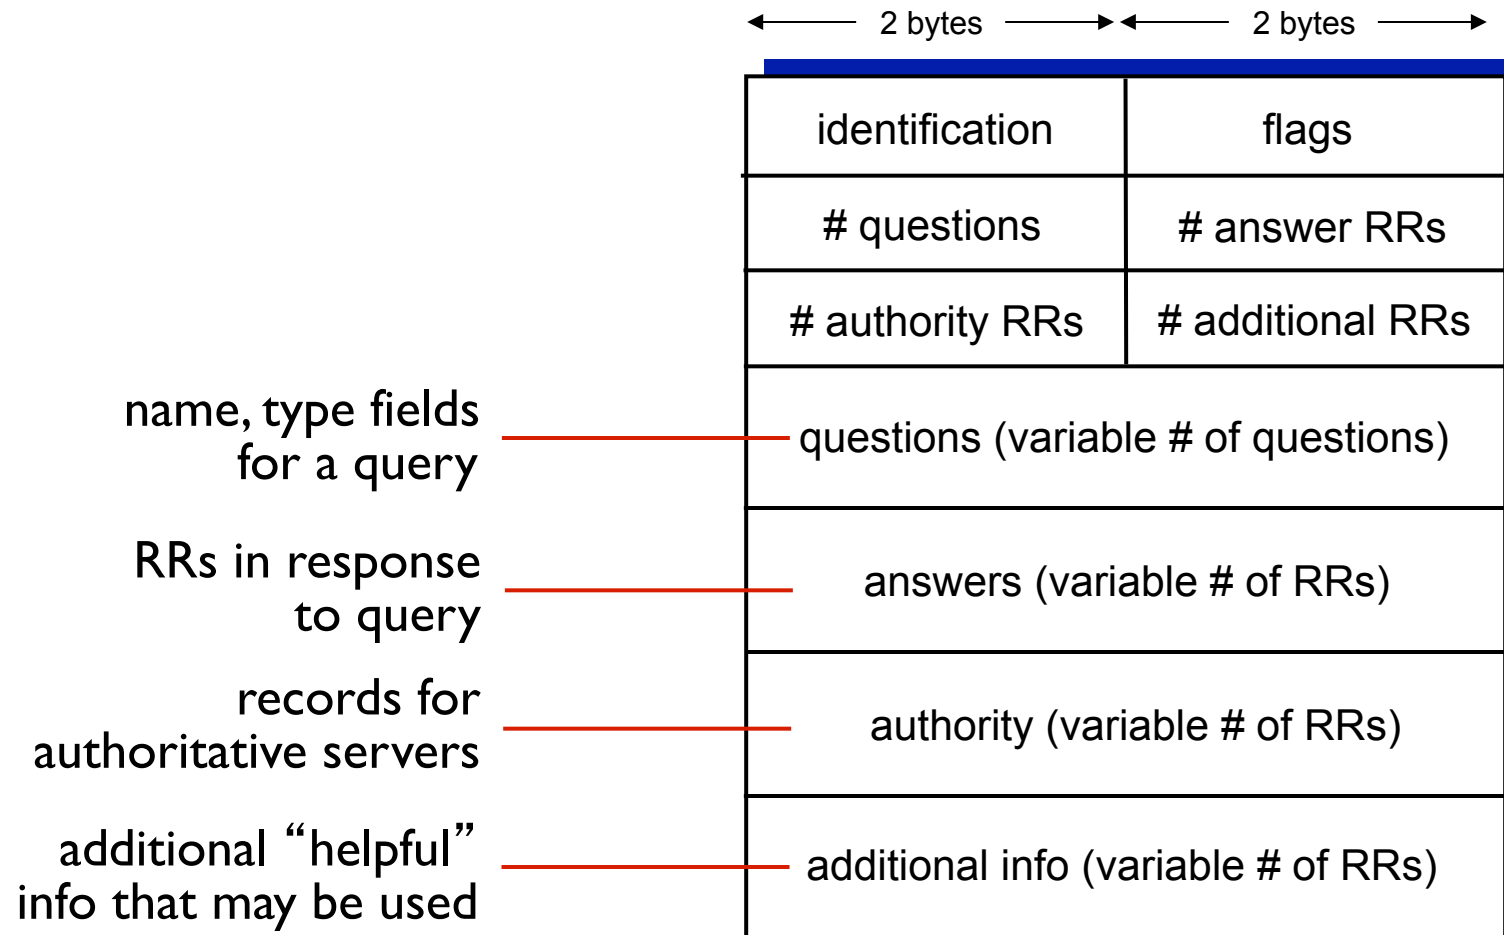 2 bytes 2 bytes
identification flags
# questions # answer RRs
# authority RRs # additional RRs
name, type fields
for a query
questions (variable # of questions)
RRs in response
to query
answers (variable # of RRs)
records for
authoritative servers
authority (variable # of RRs)
additional “helpful”
info that may be used
additional info (variable # of RRs)